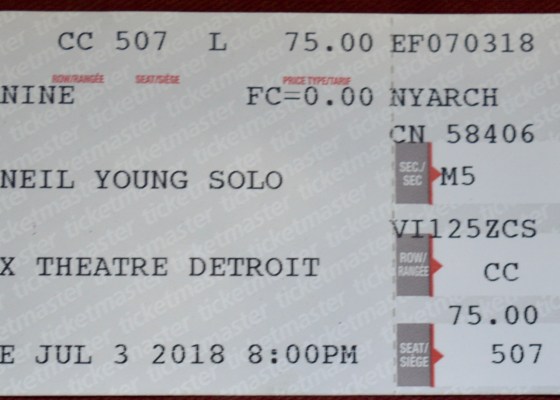 CC 507 L 75.00 EF070318
ROW/RANGÉE SEAT/SIÈGE PRICE TYPE/TARIF
NINE FC=0.00 NYARCH
CN 58406
NEIL YOUNG SOLO
SEC./
SEC
M5
VI125ZCS
X THEATRE DETROIT
ROW/
RANGÉE
CC
75.00
E JUL 3 2018 8:00PM
SEAT/
SIÈGE
507
ticketmaster